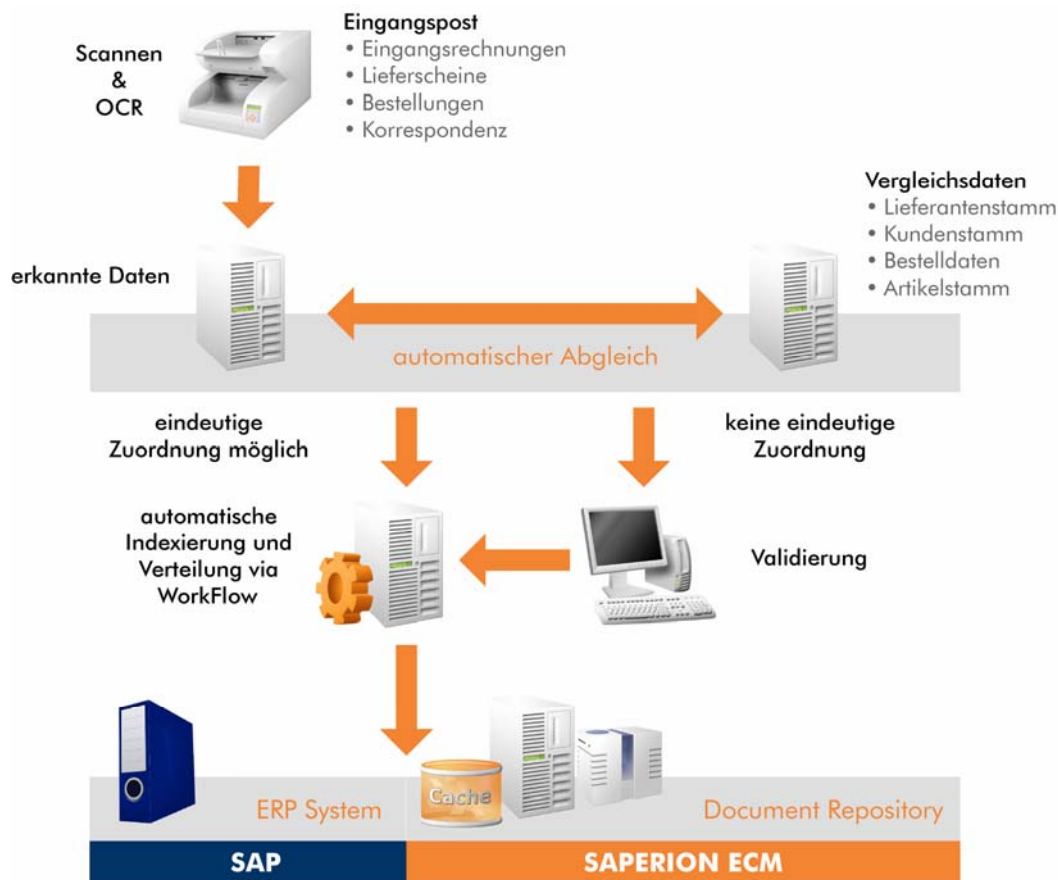 Scannen
&
OCR
Eingangspost
• Eingangsrechnungen
• Lieferscheine
• Bestellungen
• Korrespondenz
Vergleichsdaten
• Lieferantenstamm
• Kundenstamm
• Bestelldaten
• Artikelstamm
erkannte Daten
automatischer Abgleich
eindeutige
Zuordnung möglich
keine eindeutige
Zuordnung
automatische
Indexierung und
Verteilung via
WorkFlow
Validierung
Cache
ERP System
Document Repository
SAP
SAPERION ECM